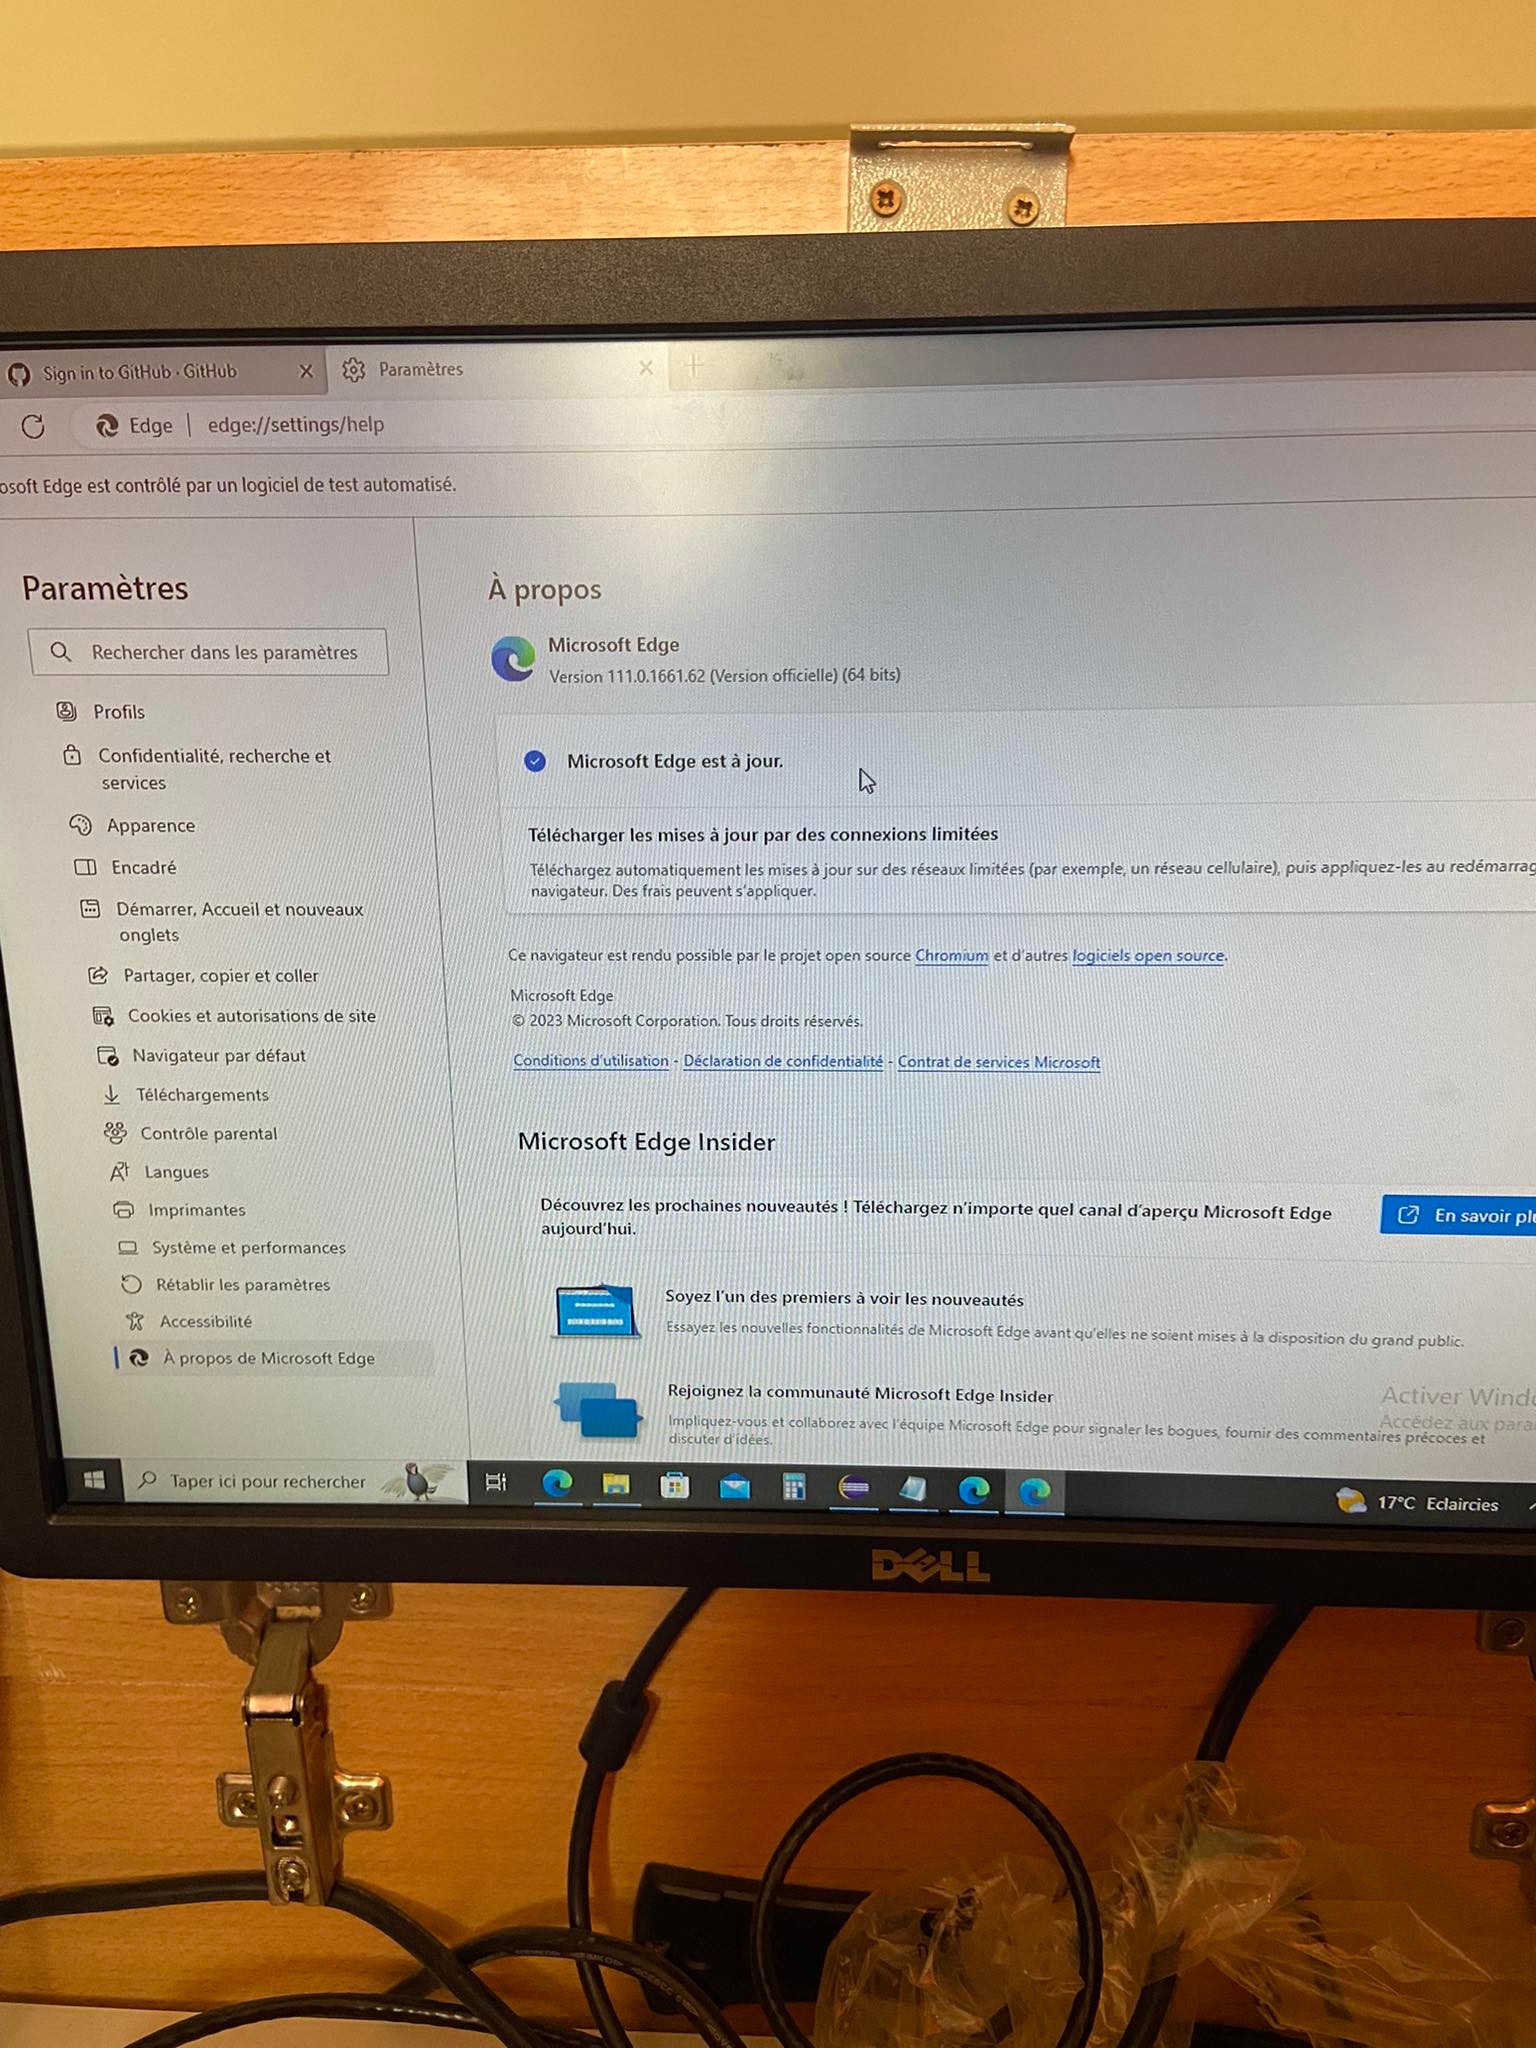 Sign in to GitHub · GitHub
Paramètres
Edge
edge://settings/help
osoft Edge est contrôlé par un logiciel de test automatisé.
Paramètres
Rechercher dans les paramètres
Profils
Confidentialité, recherche et
services
Apparence
Encadré
Démarrer, Accueil et nouveaux
onglets
Partager, copier et coller
Cookies et autorisations de site
Navigateur par défaut
Téléchargements
Contrôle parental
Langues
Imprimantes
Système et performances
Rétablir les paramètres
Accessibilité
À propos de Microsoft Edge
À propos
Microsoft Edge
Version 111.0.1661.62 (Version officielle) (64 bits)
Microsoft Edge est à jour.
Télécharger les mises à jour par des connexions limitées
Téléchargez automatiquement les mises à jour sur des réseaux limitées (par exemple, un réseau cellulaire), puis appliquez-les au redémarrag
navigateur. Des frais peuvent s'appliquer.
Ce navigateur est rendu possible par le projet open source Chromium et d'autres logiciels open source.
Microsoft Edge
© 2023 Microsoft Corporation. Tous droits réservés.
Conditions d'utilisation - Déclaration de confidentialité - Contrat de services Microsoft
Microsoft Edge Insider
Découvrez les prochaines nouveautés ! Téléchargez n'importe quel canal d'aperçu Microsoft Edge
aujourd'hui.
En savoir plu
Soyez l'un des premiers à voir les nouveautés
Essayez les nouvelles fonctionnalités de Microsoft Edge avant qu'elles ne soient mises à la disposition du grand public.
Rejoignez la communauté Microsoft Edge Insider
Impliquez-vous et collaborez avec l'équipe Microsoft Edge pour signaler les bogues, fournir des commentaires précoces et
discuter d'idées.
Activer Windo
Accédez aux para
Taper ici pour rechercher
17°C Eclaircies
DELL